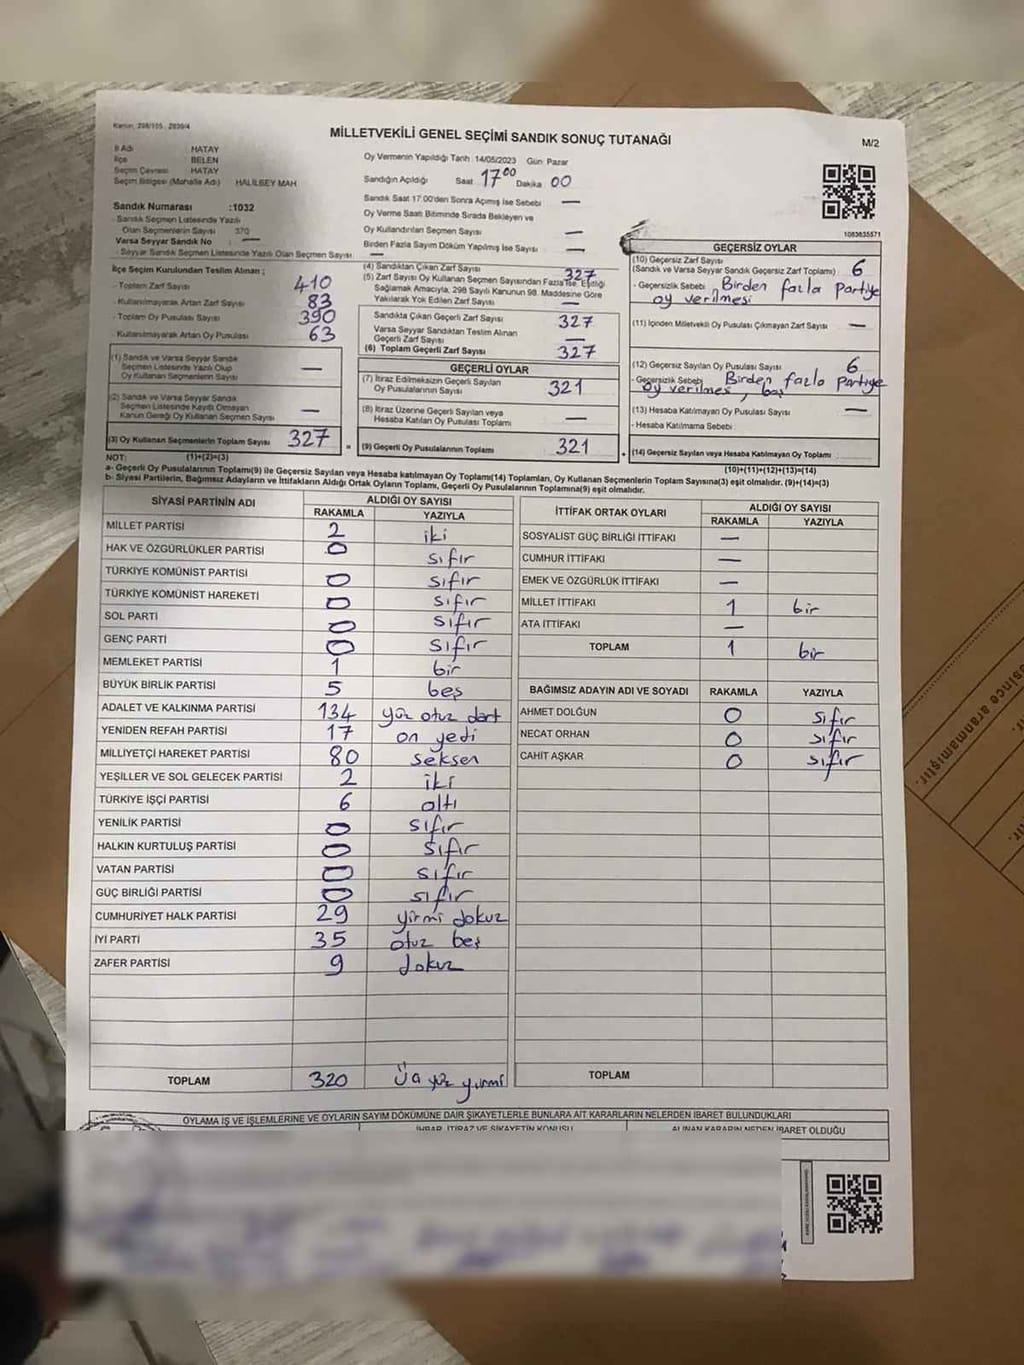 Kanun: 298/105 , 2839/4
MİLLETVEKİLİ GENEL SEÇİMİ SANDIK SONUÇ TUTANAĞI
M/2
İl Adı HATAY
İlçe BELEN
Seçim Çevresi HATAY
Seçim Bölgesi (Mahalle Adı) HALİLBEY MAH
Sandık Numarası :1032
- Sandık Seçmen Listesinde Yazılı
Olan Seçmenlerin Sayısı 370
Varsa Seyyar Sandık No : —
- Seyyar Sandık Seçmen Listesinde Yazılı Olan Seçmen Sayısı —
Oy Vermenin Yapıldığı Tarih :14/05/2023 Gün: Pazar
Sandığın Açıldığı Saat 17⁰⁰ Dakika 00
Sandık Saat 17:00'den Sonra Açılmış İse Sebebi —
Oy Verme Saati Bitiminde Sırada Bekleyen ve
Oy Kullandırılan Seçmen Sayısı —
Birden Fazla Sayım Döküm Yapılmış İse Sayısı —
1083635571
İlçe Seçim Kurulundan Teslim Alınan ;
- Toplam Zarf Sayısı 410
- Kullanılmayarak Artan Zarf Sayısı 83
- Toplam Oy Pusulası Sayısı 390
- Kullanılmayarak Artan Oy Pusulası 63
(1) Sandık ve Varsa Seyyar Sandık
Seçmen Listesinde Yazılı Olup
Oy Kullanan Seçmenlerin Sayısı —
(2) Sandık ve Varsa Seyyar Sandık
Seçmen Listesinde Kayıtlı Olmayan
Kanun Gereği Oy Kullanan Seçmen Sayısı —
(3) Oy Kullanan Seçmenlerin Toplam Sayısı 327
(1)+(2)=(3)
(4) Sandıktan Çıkan Zarf Sayısı 327
(5) Zarf Sayısı Oy Kullanan Seçmen Sayısından Fazla ise, Eşitliği
Sağlamak Amacıyla, 298 Sayılı Kanunun 98. Maddesine Göre
Yakılarak Yok Edilen Zarf Sayısı —
Sandıkta Çıkan Geçerli Zarf Sayısı 327
Varsa Seyyar Sandıktan Teslim Alınan
Geçerli Zarf Sayısı —
(6) Toplam Geçerli Zarf Sayısı 327
GEÇERLİ OYLAR
(7) İtiraz Edilmeksizin Geçerli Sayılan
Oy Pusulalarının Sayısı 321
(8) İtiraz Üzerine Geçerli Sayılan veya
Hesaba Katılan Oy Pusulası Toplamı —
= (9) Geçerli Oy Pusulalarının Toplamı 321
GEÇERSİZ OYLAR
(10) Geçersiz Zarf Sayısı
(Sandık ve Varsa Seyyar Sandık Geçersiz Zarf Toplamı) 6
- Geçersizlik Sebebi Birden fazla Partiye
oy verilmesi
(11) İçinden Milletvekili Oy Pusulası Çıkmayan Zarf Sayısı —
(12) Geçersiz Sayılan Oy Pusulası Sayısı 6
- Geçersizlik Sebebi Birden fazla Partiye
oy verilmes , boş
(13) Hesaba Katılmayan Oy Pusulası Sayısı —
- Hesaba Katılmama Sebebi
+ (14) Geçersiz Sayılan veya Hesaba Katılmayan Oy Toplamı
(10)+(11)+(12)+(13)=(14)
NOT:
a- Geçerli Oy Pusulalarının Toplamı(9) ile Geçersiz Sayılan veya Hesaba katılmayan Oy Toplamı(14) Toplamları, Oy Kullanan Seçmenlerin Toplam Sayısına(3) eşit olmalıdır. (9)+(14)=(3)
b- Siyasi Partilerin, Bağımsız Adayların ve İttifakların Aldığı Ortak Oyların Toplamı, Geçerli Oy Pusulalarının Toplamına(9) eşit olmalıdır.
SİYASİ PARTİNİN ADI ALDIĞI OY SAYISI
RAKAMLA YAZIYLA
MİLLET PARTİSİ 2 iki
HAK VE ÖZGÜRLÜKLER PARTİSİ 0 sıfır
TÜRKİYE KOMÜNİST PARTİSİ 0 sıfır
TÜRKİYE KOMÜNİST HAREKETİ 0 sıfır
SOL PARTİ 0 sıfır
GENÇ PARTİ 0 sıfır
MEMLEKET PARTİSİ 1 bir
BÜYÜK BİRLİK PARTİSİ 5 beş
ADALET VE KALKINMA PARTİSİ 134 yüz otuz dört
YENİDEN REFAH PARTİSİ 17 on yedi
MİLLİYETÇİ HAREKET PARTİSİ 80 seksen
YEŞİLLER VE SOL GELECEK PARTİSİ 2 iki
TÜRKİYE İŞÇİ PARTİSİ 6 altı
YENİLİK PARTİSİ 0 sıfır
HALKIN KURTULUŞ PARTİSİ 0 sıfır
VATAN PARTİSİ 0 sıfır
GÜÇ BİRLİĞİ PARTİSİ 0 sıfır
CUMHURİYET HALK PARTİSİ 29 yirmi dokuz
İYİ PARTİ 35 otuz beş
ZAFER PARTİSİ 9 dokuz
TOPLAM 320 Üç yüz yirmi
İTTİFAK ORTAK OYLARI ALDIĞI OY SAYISI
RAKAMLA YAZIYLA
SOSYALİST GÜÇ BİRLİĞİ İTTİFAKI —
CUMHUR İTTİFAKI —
EMEK VE ÖZGÜRLÜK İTTİFAKI —
MİLLET İTTİFAKI 1 bir
ATA İTTİFAKI —
TOPLAM 1 bir
BAĞIMSIZ ADAYIN ADI VE SOYADI RAKAMLA YAZIYLA
AHMET DOLĞUN 0 sıfır
NECAT ORHAN 0 sıfır
CAHİT AŞKAR 0 sıfır
TOPLAM
OYLAMA İŞ VE İŞLEMLERİNE VE OYLARIN SAYIM DÖKÜMÜNE DAİR ŞİKAYETLERLE BUNLARA AİT KARARLARIN NELERDEN İBARET BULUNDUKLARI
İHBAR, İTİRAZ VE ŞİKAYETİN KONUSU ALINAN KARARIN NEDEN İBARET OLDUĞU
since aranmamıştır.